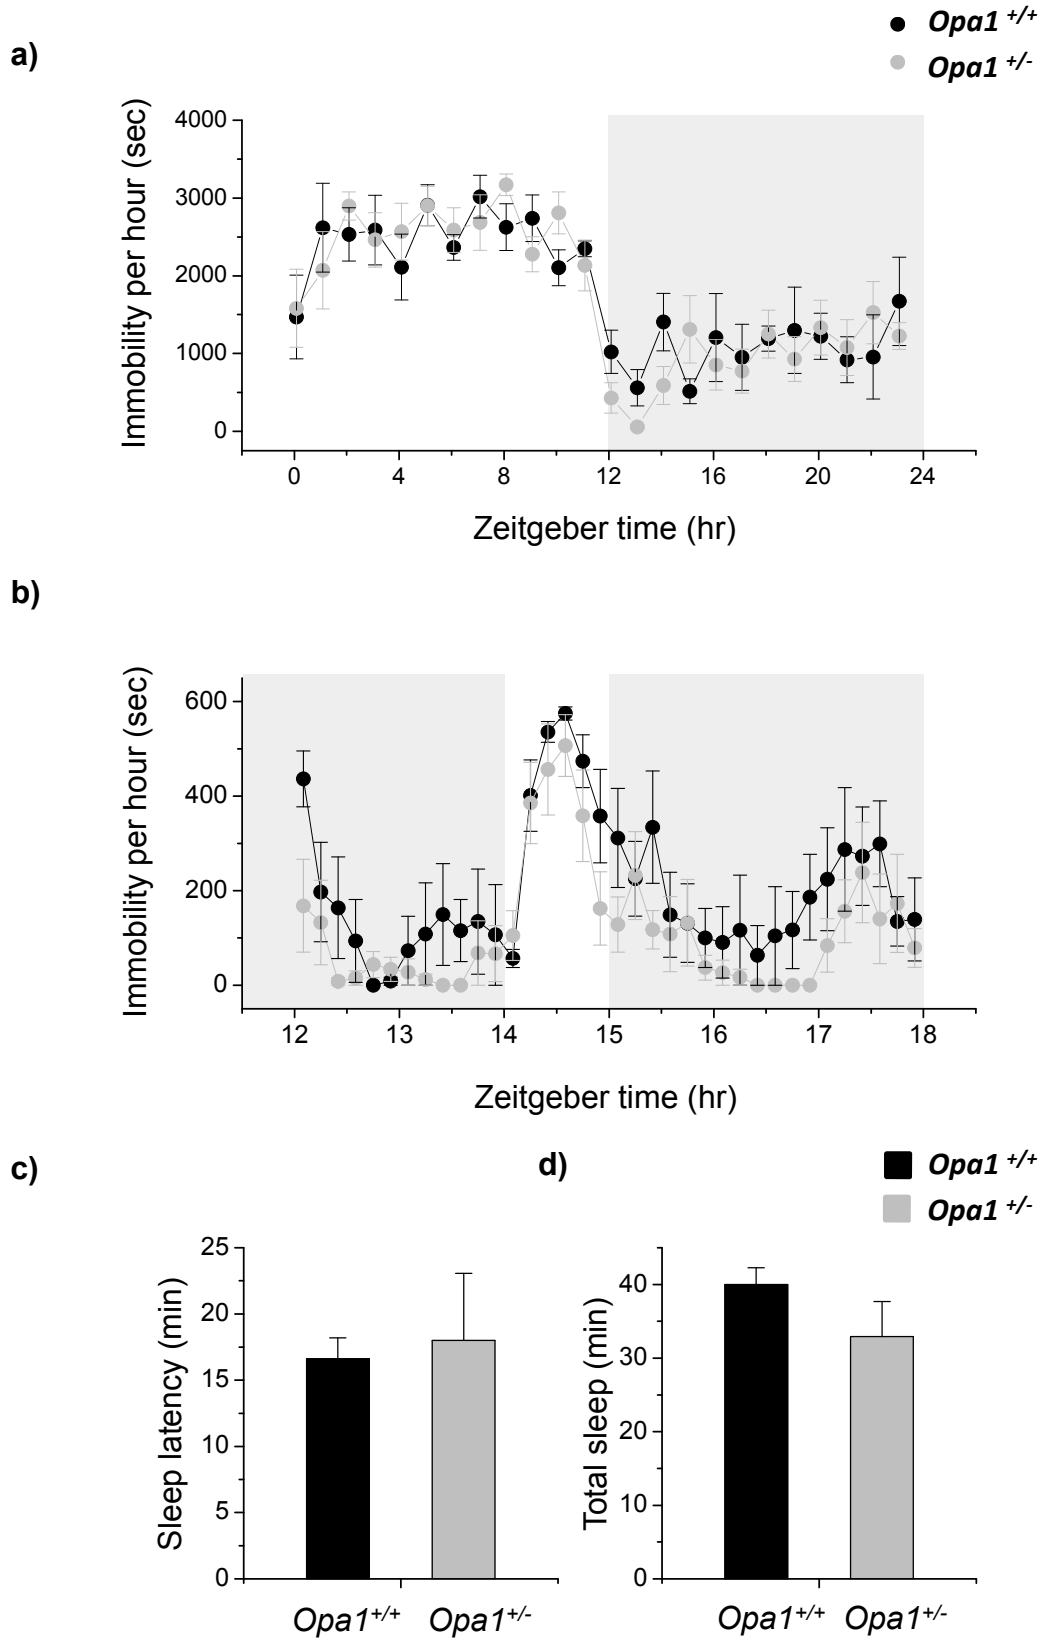 Opa1 +/+
a)
Opa1 +/-
Immobility per hour (sec)
4000
3000
2000
1000
0
0 4 8 12 16 20 24
Zeitgeber time (hr)
b)
Immobility per hour (sec)
600
400
200
0
12 13 14 15 16 17 18
Zeitgeber time (hr)
c)
d)
Opa1 +/+
Opa1 +/-
Sleep latency (min)
25
20
15
10
5
0
Opa1+/+ Opa1+/-
Total sleep (min)
40
30
20
10
0
Opa1+/+ Opa1+/-